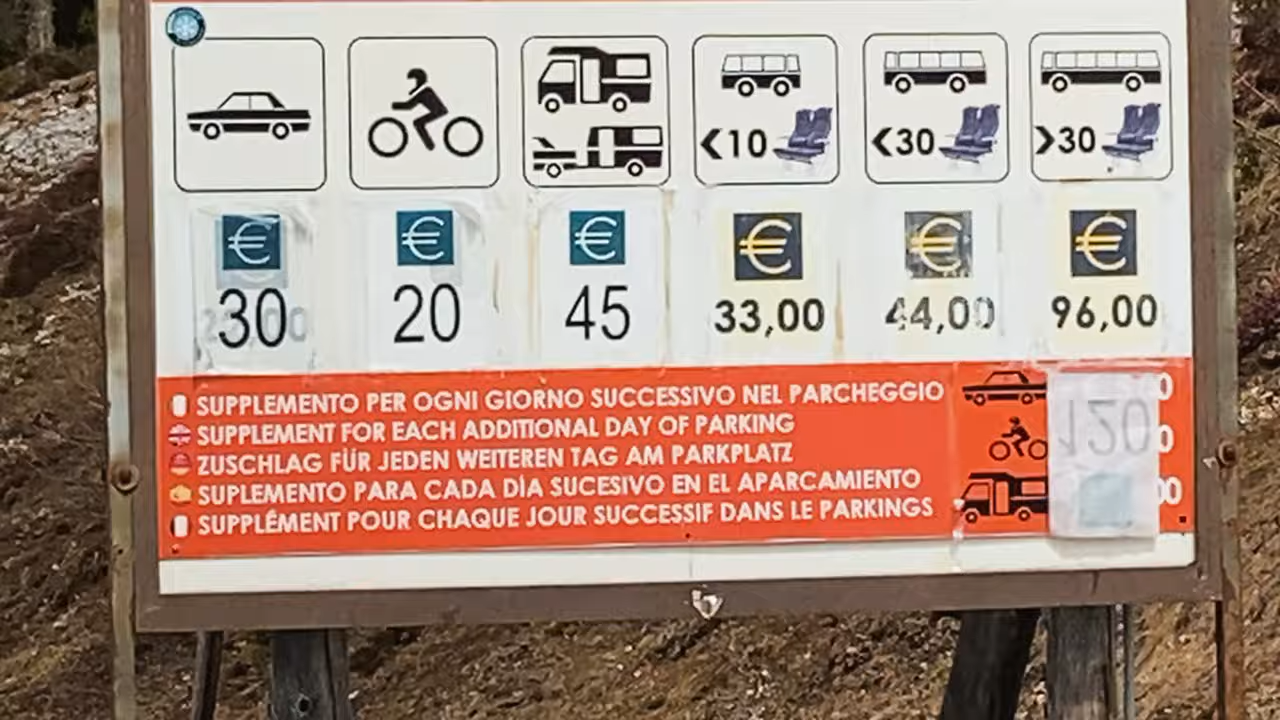 <10 <30 >30
€ € € € € €
30 20 45 33,00 44,00 96,00
SUPPLEMENTO PER OGNI GIORNO SUCCESSIVO NEL PARCHEGGIO
SUPPLEMENT FOR EACH ADDITIONAL DAY OF PARKING
ZUSCHLAG FÜR JEDEN WEITEREN TAG AM PARKPLATZ
SUPLEMENTO PARA CADA DÍA SUCESIVO EN EL APARCAMIENTO
SUPPLÉMENT POUR CHAQUE JOUR SUCCESSIF DANS LE PARKINGS